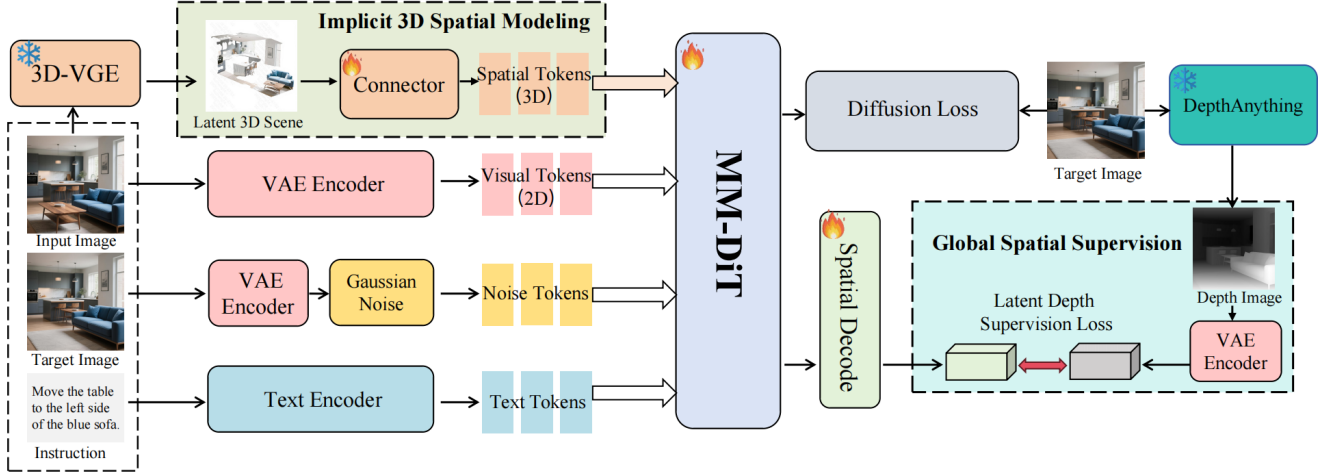 Implicit 3D Spatial Modeling
3D-VGE
Latent 3D Scene
Connector
Spatial Tokens
(3D)
Input Image
VAE Encoder
Visual Tokens
(2D)
Target Image
VAE
Encoder
Gaussian
Noise
Noise Tokens
Move the table
to the left side
of the blue sofa.
Instruction
Text Encoder
Text Tokens
MM-DiT
Diffusion Loss
Target Image
DepthAnything
Spatial Decode
Global Spatial Supervision
Depth Image
Latent Depth
Supervision Loss
VAE
Encoder